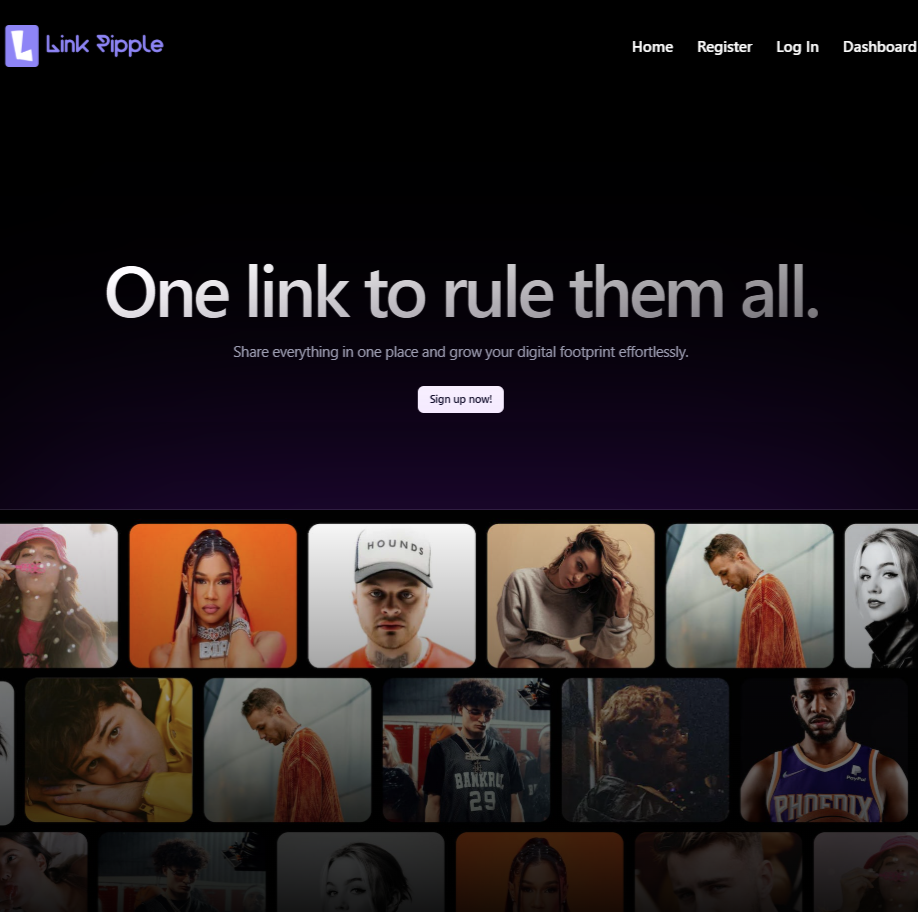 Link Ripple
Home Register Log In Dashboard
One link to rule them all.
Share everything in one place and grow your digital footprint effortlessly.
Sign up now!
HOUNDS
29
PayPal
PHOENIX